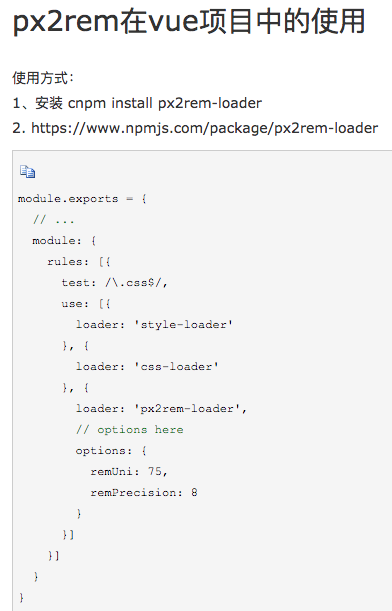 px2rem在vue项目中的使用
使用方式：
1、安装 cnpm install px2rem-loader
2. https://www.npmjs.com/package/px2rem-loader
module.exports = {
  // ...
  module: {
    rules: [{
      test: /\.css$/,
      use: [{
        loader: 'style-loader'
      }, {
        loader: 'css-loader'
      }, {
        loader: 'px2rem-loader',
        // options here
        options: {
          remUni: 75,
          remPrecision: 8
        }
      }]
    }]
  }
}